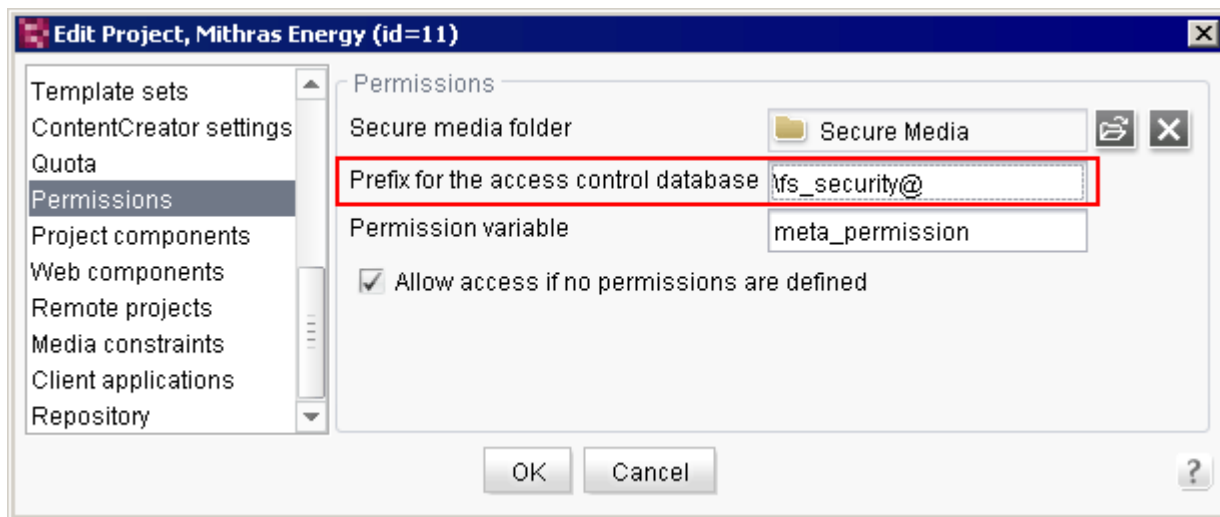 Edit Project, Mithras Energy (id=11)
Template sets
ContentCreator settings
Quota
Permissions
Project components
Web components
Remote projects
Media constraints
Client applications
Repository
Permissions
Secure media folder Secure Media
Prefix for the access control database \fs_security@
Permission variable meta_permission
Allow access if no permissions are defined
OK Cancel
?